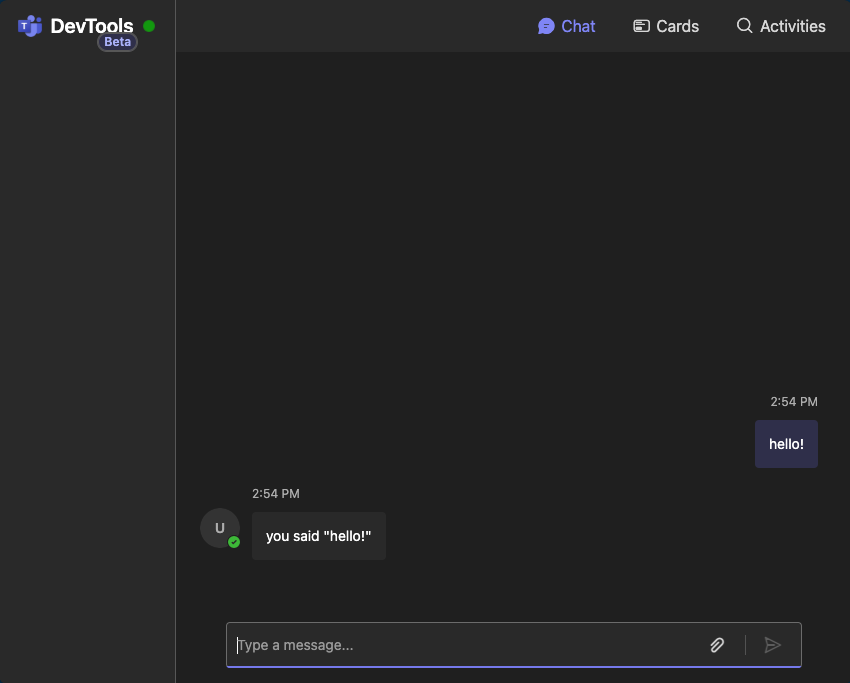 DevTools
Beta
Chat
Cards
Activities
2:54 PM
hello!
2:54 PM
U
you said "hello!"
Type a message...